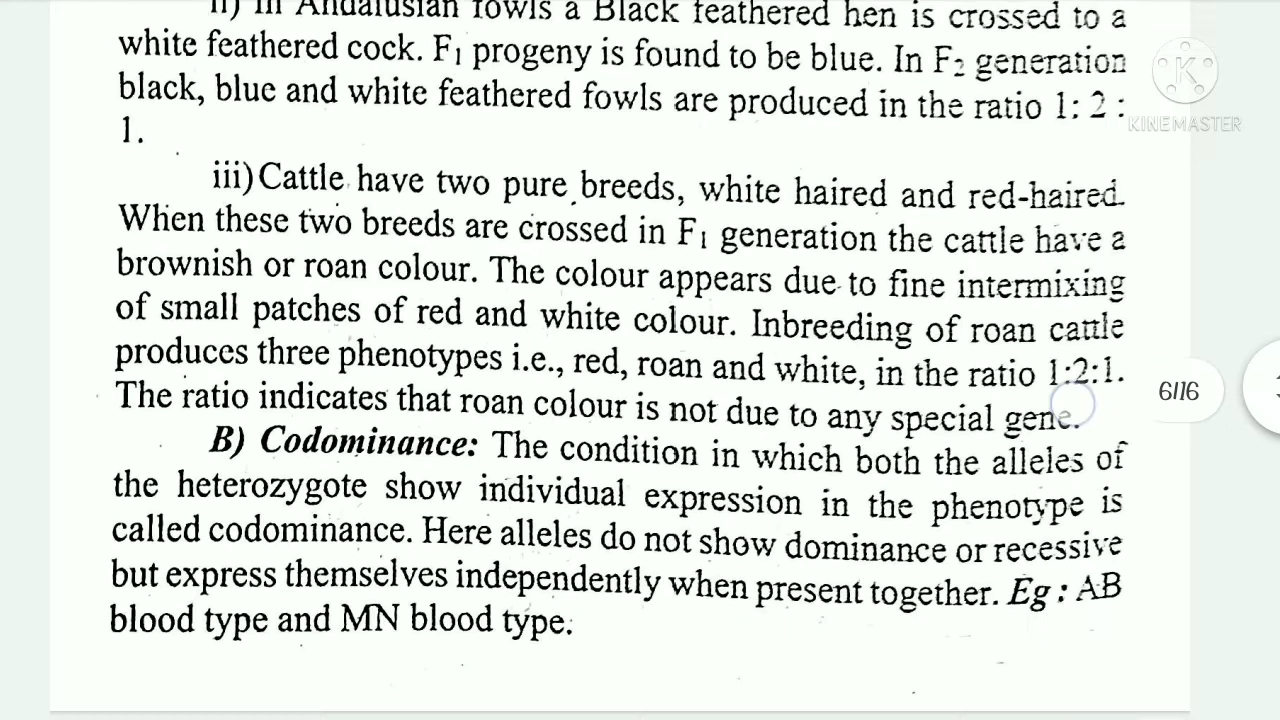 ii) In Andalusian fowls a Black feathered hen is crossed to a
white feathered cock. F₁ progeny is found to be blue. In F₂ generation
black, blue and white feathered fowls are produced in the ratio 1: 2 :
1.
KINEMASTER
iii) Cattle have two pure breeds, white haired and red-haired.
When these two breeds are crossed in F₁ generation the cattle have a
brownish or roan colour. The colour appears due to fine intermixing
of small patches of red and white colour. Inbreeding of roan cattle
produces three phenotypes i.e., red, roan and white, in the ratio 1:2:1.
The ratio indicates that roan colour is not due to any special gene.
6/16
B) Codominance: The condition in which both the alleles of
the heterozygote show individual expression in the phenotype is
called codominance. Here alleles do not show dominance or recessive
but express themselves independently when present together. Eg : AB
blood type and MN blood type.